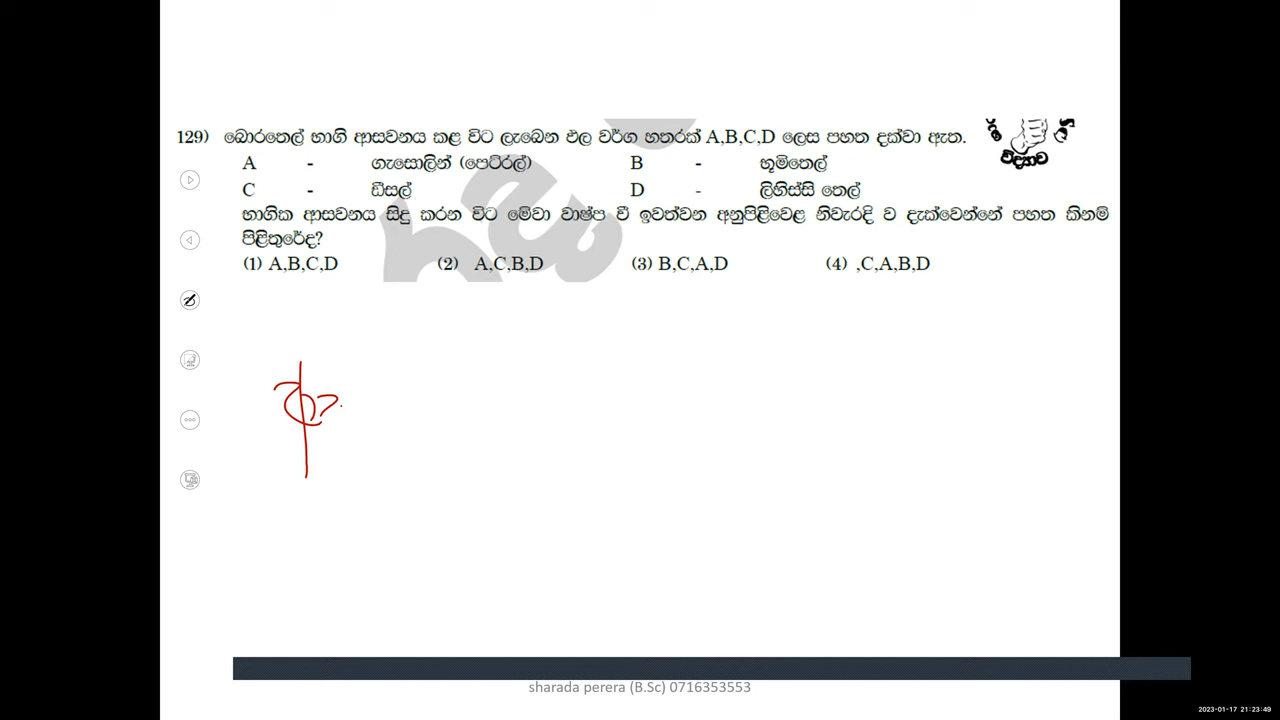 129) බොරතෙල් භාගි ආසවනය කළ විට ලැබෙන ඵල වර්ග හතරක් A,B,C,D ලෙස පහත දක්වා ඇත.
A - ගැසොලින් (පෙට්රල්) B - භූමිතෙල්
C - ඩීසල් D - ලිහිස්සි තෙල්
භාගික ආසවනය සිදු කරන විට මේවා වාෂ්ප වී ඉවත්වන අනුපිළිවෙළ නිවැරදි ව දැක්වෙන්නේ පහත කිනම්
පිළිතුරේද?
(1) A,B,C,D (2) A,C,B,D (3) B,C,A,D (4) ,C,A,B,D
විද්‍යාව
sharada perera (B.Sc) 0716353553
2023-01-17 21:23:49